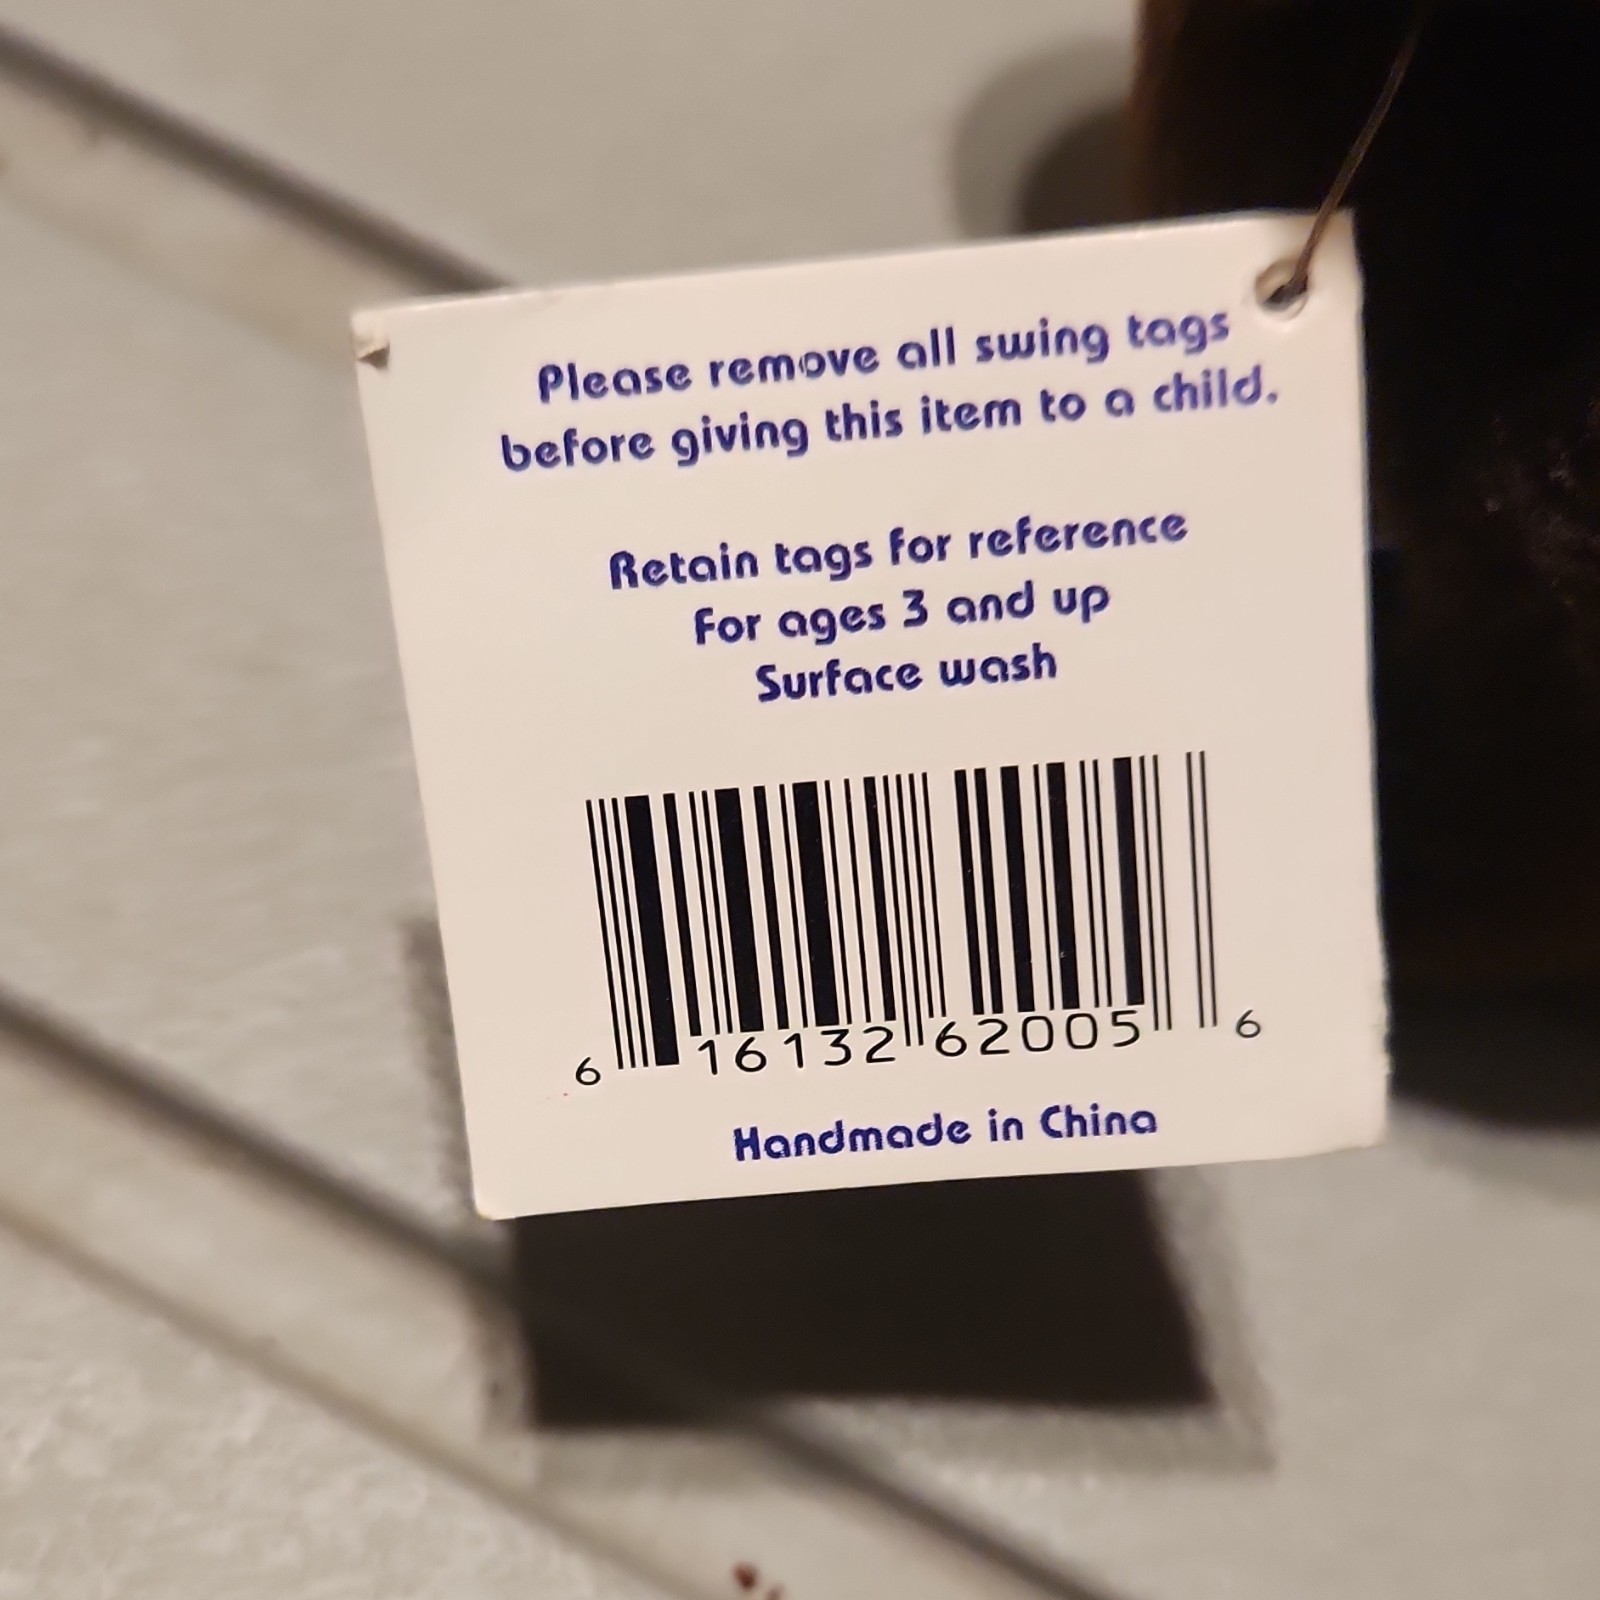 Please remove all swing tags
before giving this item to a child.
Retain tags for reference
For ages 3 and up
Surface wash
6 16132 62005 6
Handmade in China